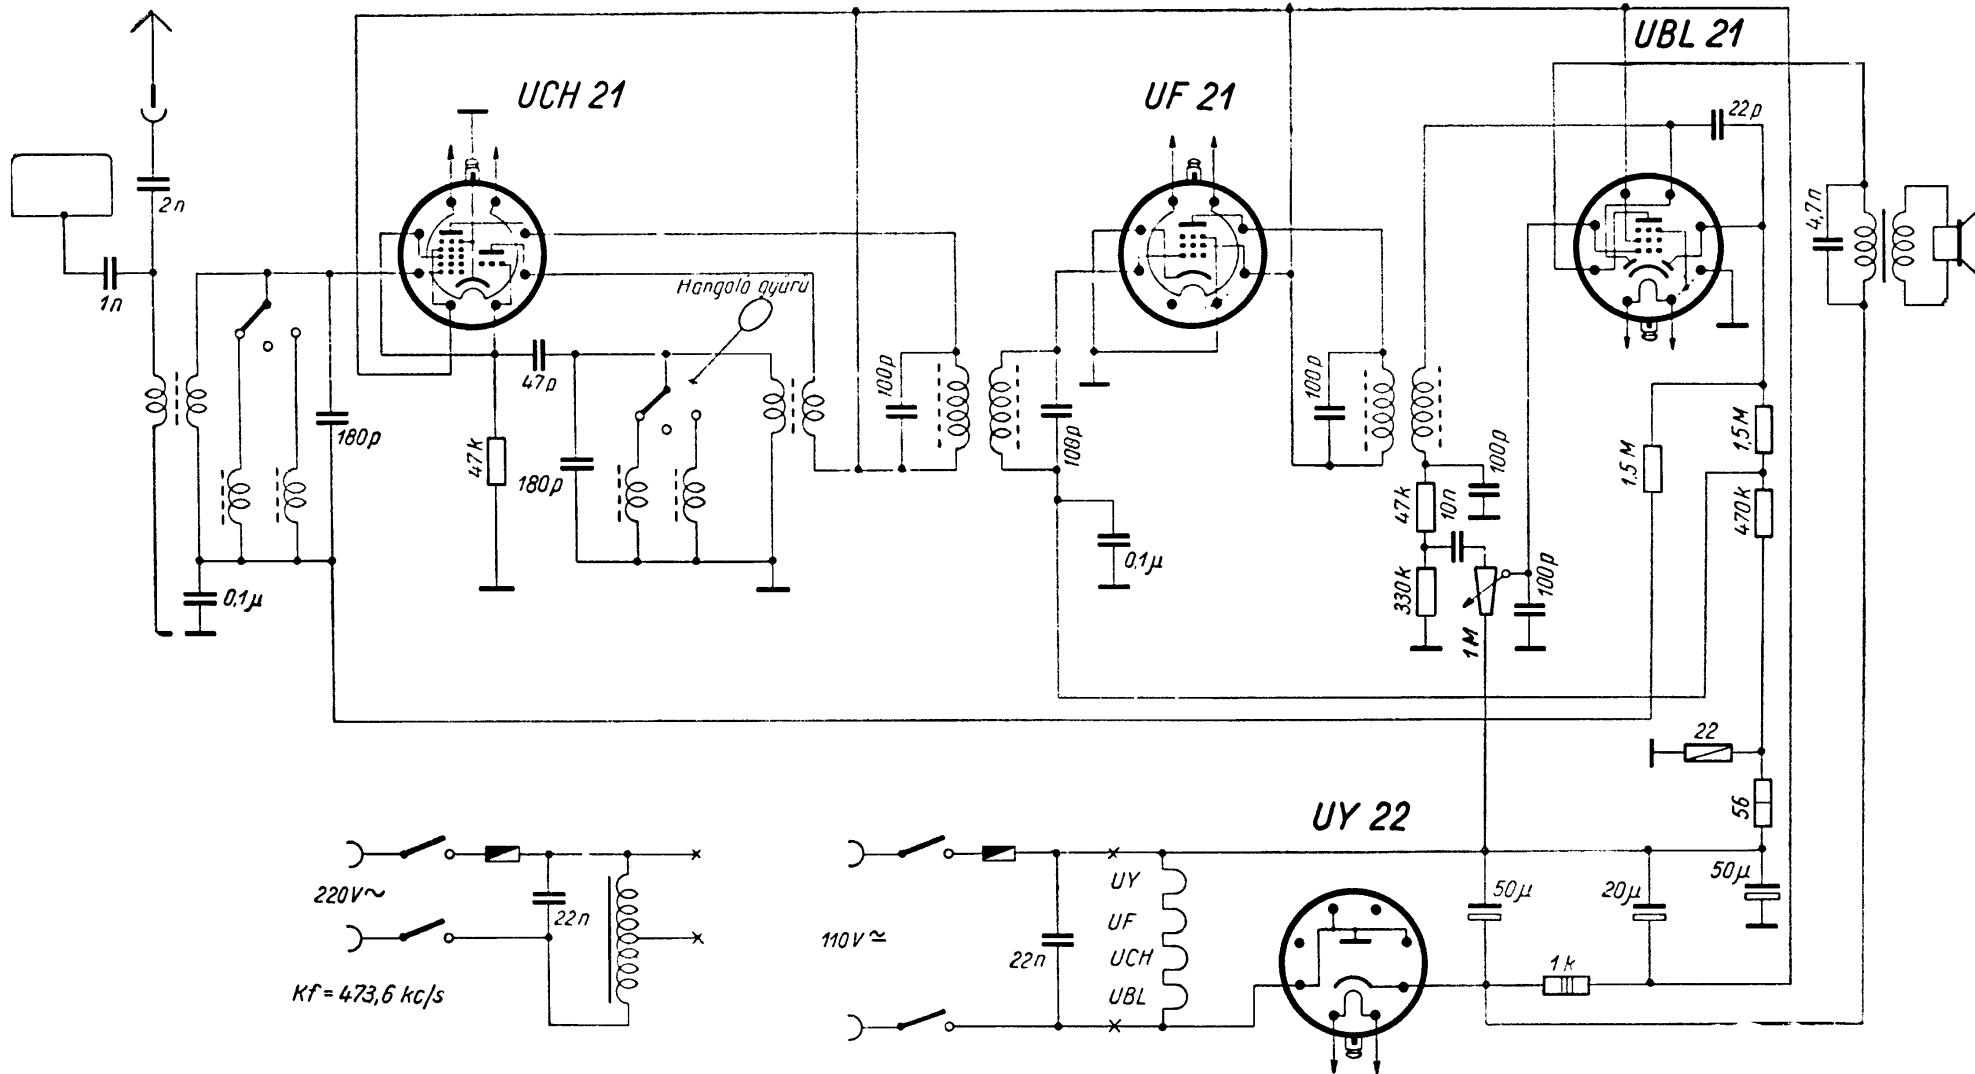 UCH 21
UF 21
UBL 21
2n
1n
22p
4,7n
Hangoló gyuru
47p
180p
47k
180p
0,1µ
100p
100p
0,1µ
100p
47k
10n
100p
330k
1M
100p
1,5M
1,5M
470k
22
56
UY 22
220V~
22n
Kf = 473,6 kc/s
110V≂
22n
UY
UF
UCH
UBL
50µ
20µ
50µ
1k